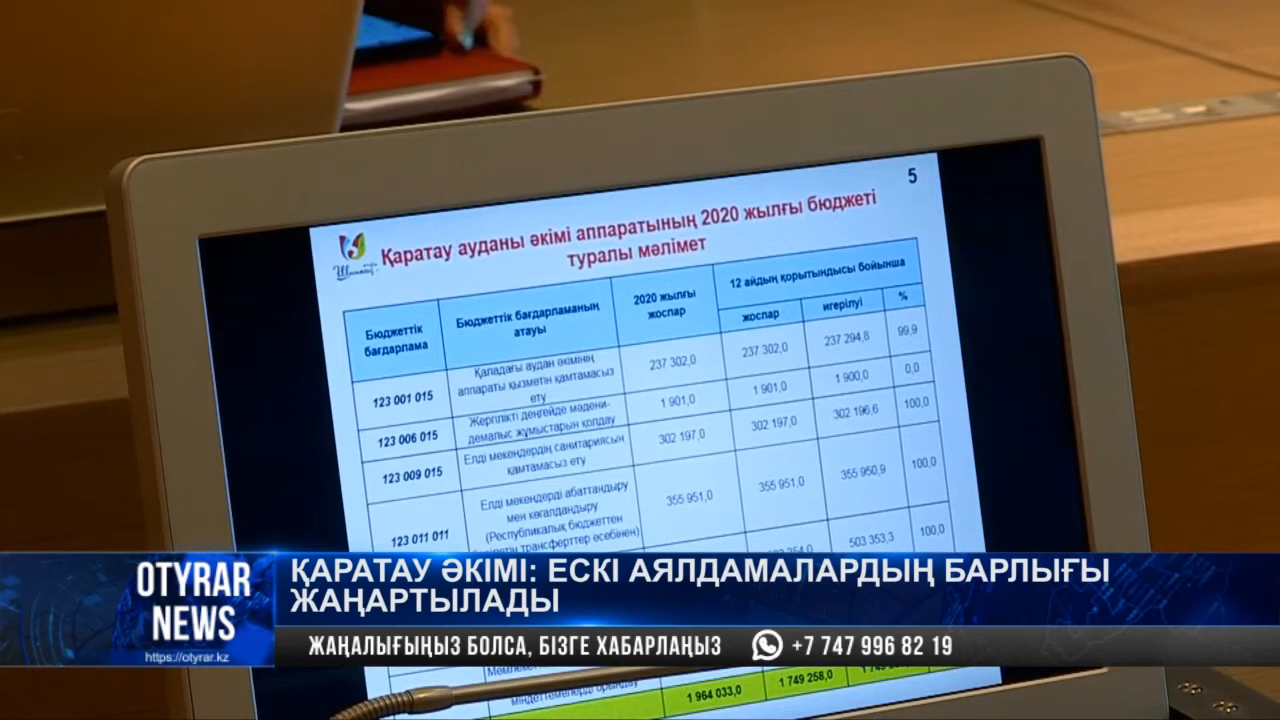 5
Шымкент
Қаратау ауданы әкімі аппаратының 2020 жылғы бюджеті
туралы мәлімет
Бюджеттік
бағдарлама
Бюджеттік бағдарламаның
атауы
2020 жылғы
жоспар
12 айдың қорытындысы бойынша
жоспар
игерілуі
%
123 001 015
Қаладағы аудан әкімінің
аппараты қызметін қамтамасыз
ету
237 302,0
237 302,0
237 294,8
99,9
123 006 015
Жергілікті деңгейде мәдени-
демалыс жұмыстарын қолдау
1 901,0
1 901,0
1 900,0
0,0
123 009 015
Елді мекендердің санитариясын
қамтамасыз ету
302 197,0
302 197,0
302 196,6
100,0
123 011 011
Елді мекендерді абаттандыру
мен көгалдандыру
(Республикалық бюджеттен
трансферттер есебінен)
355 951,0
355 951,0
355 950,9
100,0
503 353,3
100,0
OTYRAR
NEWS
https://otyrar.kz
ҚАРАТАУ ӘКІМІ: ЕСКІ АЯЛДАМАЛАРДЫҢ БАРЛЫҒЫ
ЖАҢАРТЫЛАДЫ
ЖАҢАЛЫҒЫҢЫЗ БОЛСА, БІЗГЕ ХАБАРЛАҢЫЗ +7 747 996 82 19
міндеттемелерді орындау
1 964 033,0
1 749 258,0